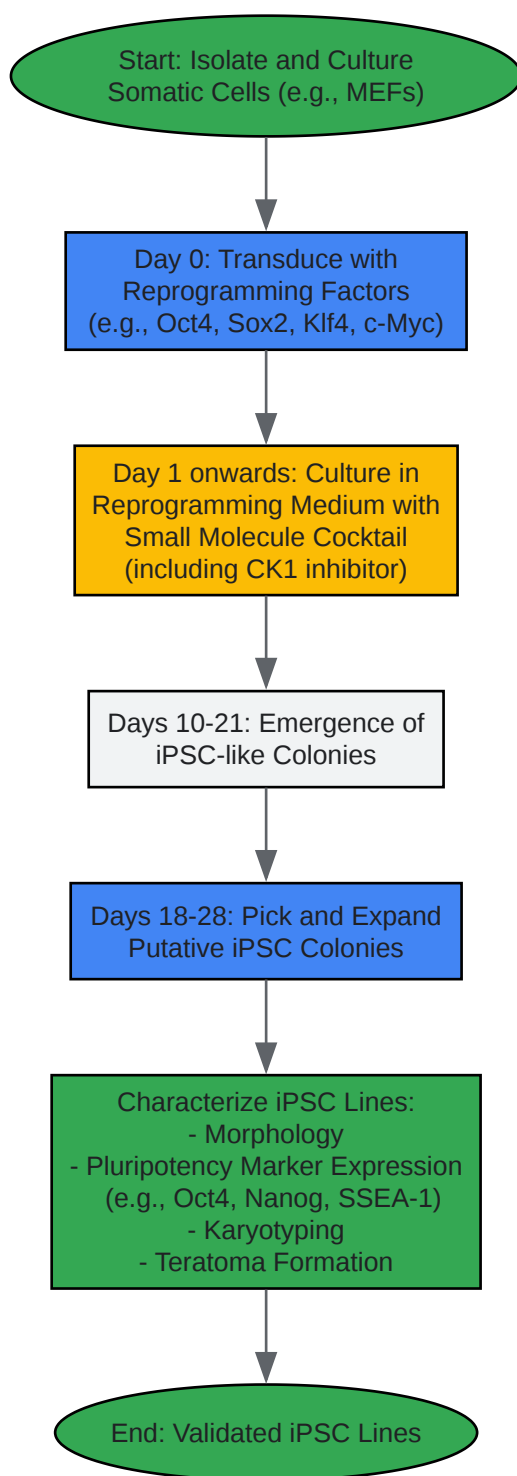 Start: Isolate and Culture
Somatic Cells (e.g., MEFs)
Day 0: Transduce with
Reprogramming Factors
(e.g., Oct4, Sox2, Klf4, c-Myc)
Day 1 onwards: Culture in
Reprogramming Medium with
Small Molecule Cocktail
(including CK1 inhibitor)
Days 10-21: Emergence of
iPSC-like Colonies
Days 18-28: Pick and Expand
Putative iPSC Colonies
Characterize iPSC Lines:
- Morphology
- Pluripotency Marker Expression
(e.g., Oct4, Nanog, SSEA-1)
- Karyotyping
- Teratoma Formation
End: Validated iPSC Lines